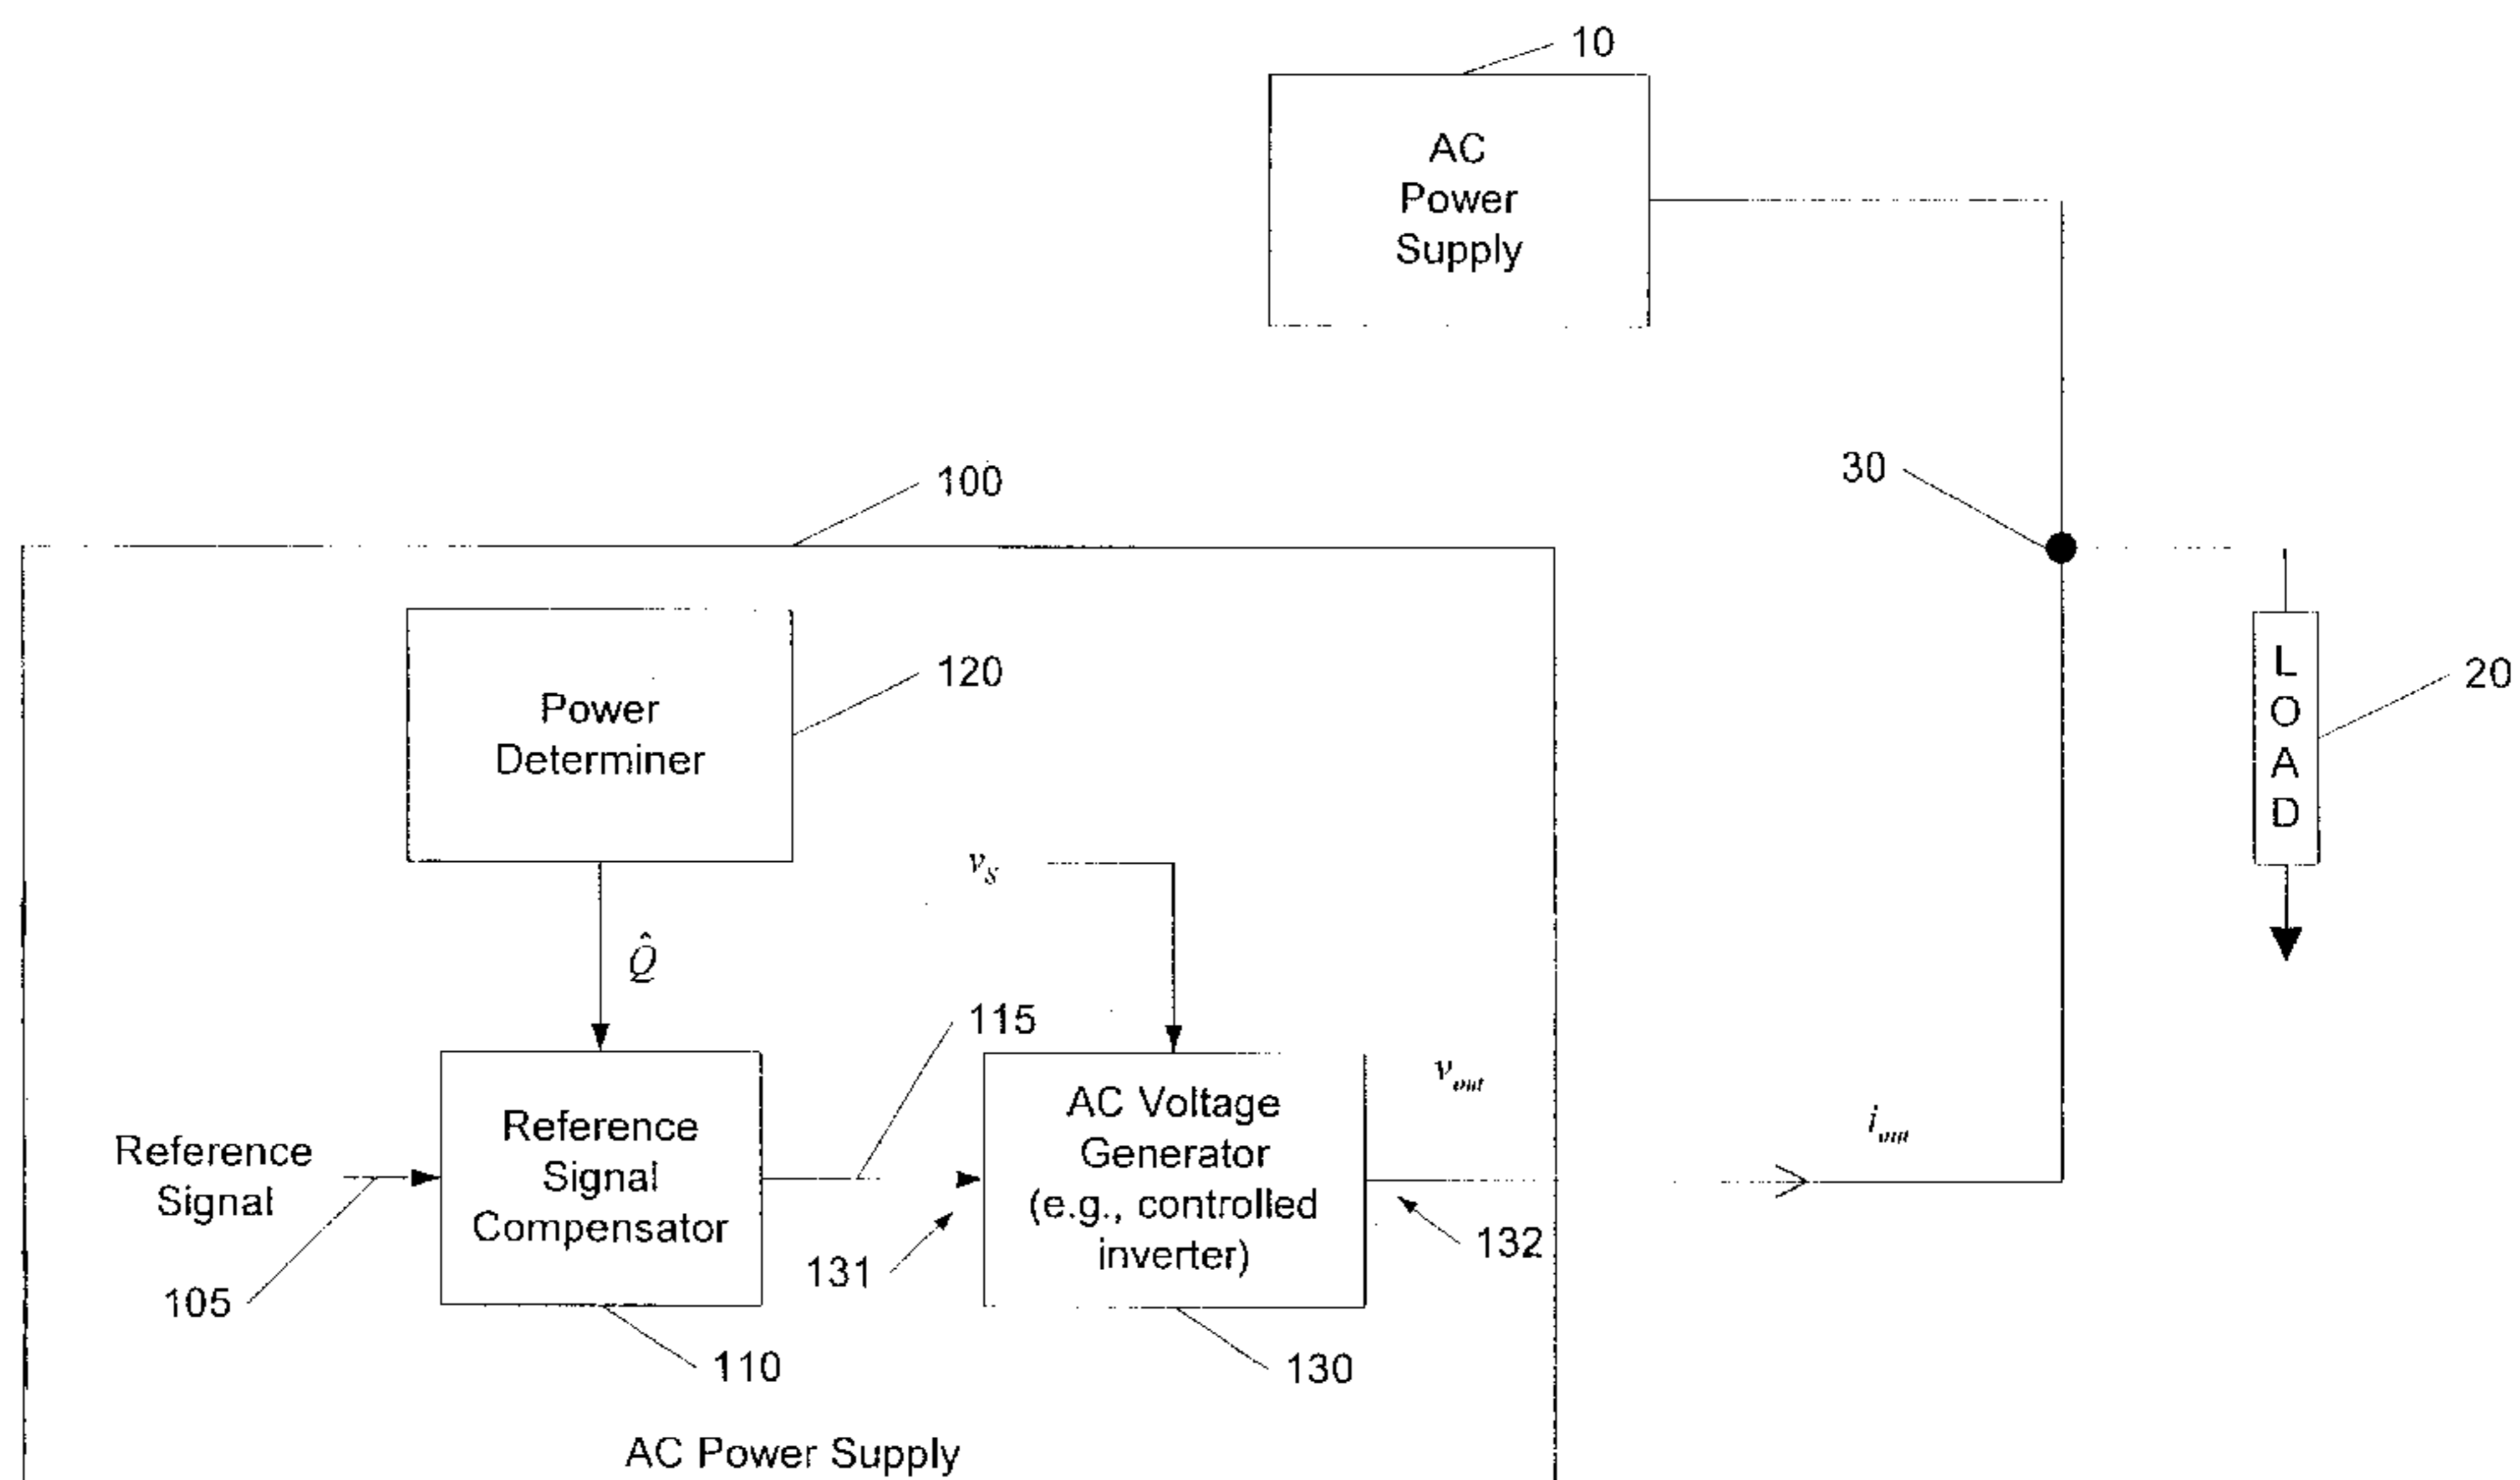 10
AC
Power
Supply
30
100
120
Power
Determiner
L
O
A
D
20
v_S
Q̂
115
Reference
Signal
105
Reference
Signal
Compensator
110
131
AC Voltage
Generator
(e.g., controlled
inverter)
130
v_out
132
i_out
AC Power Supply